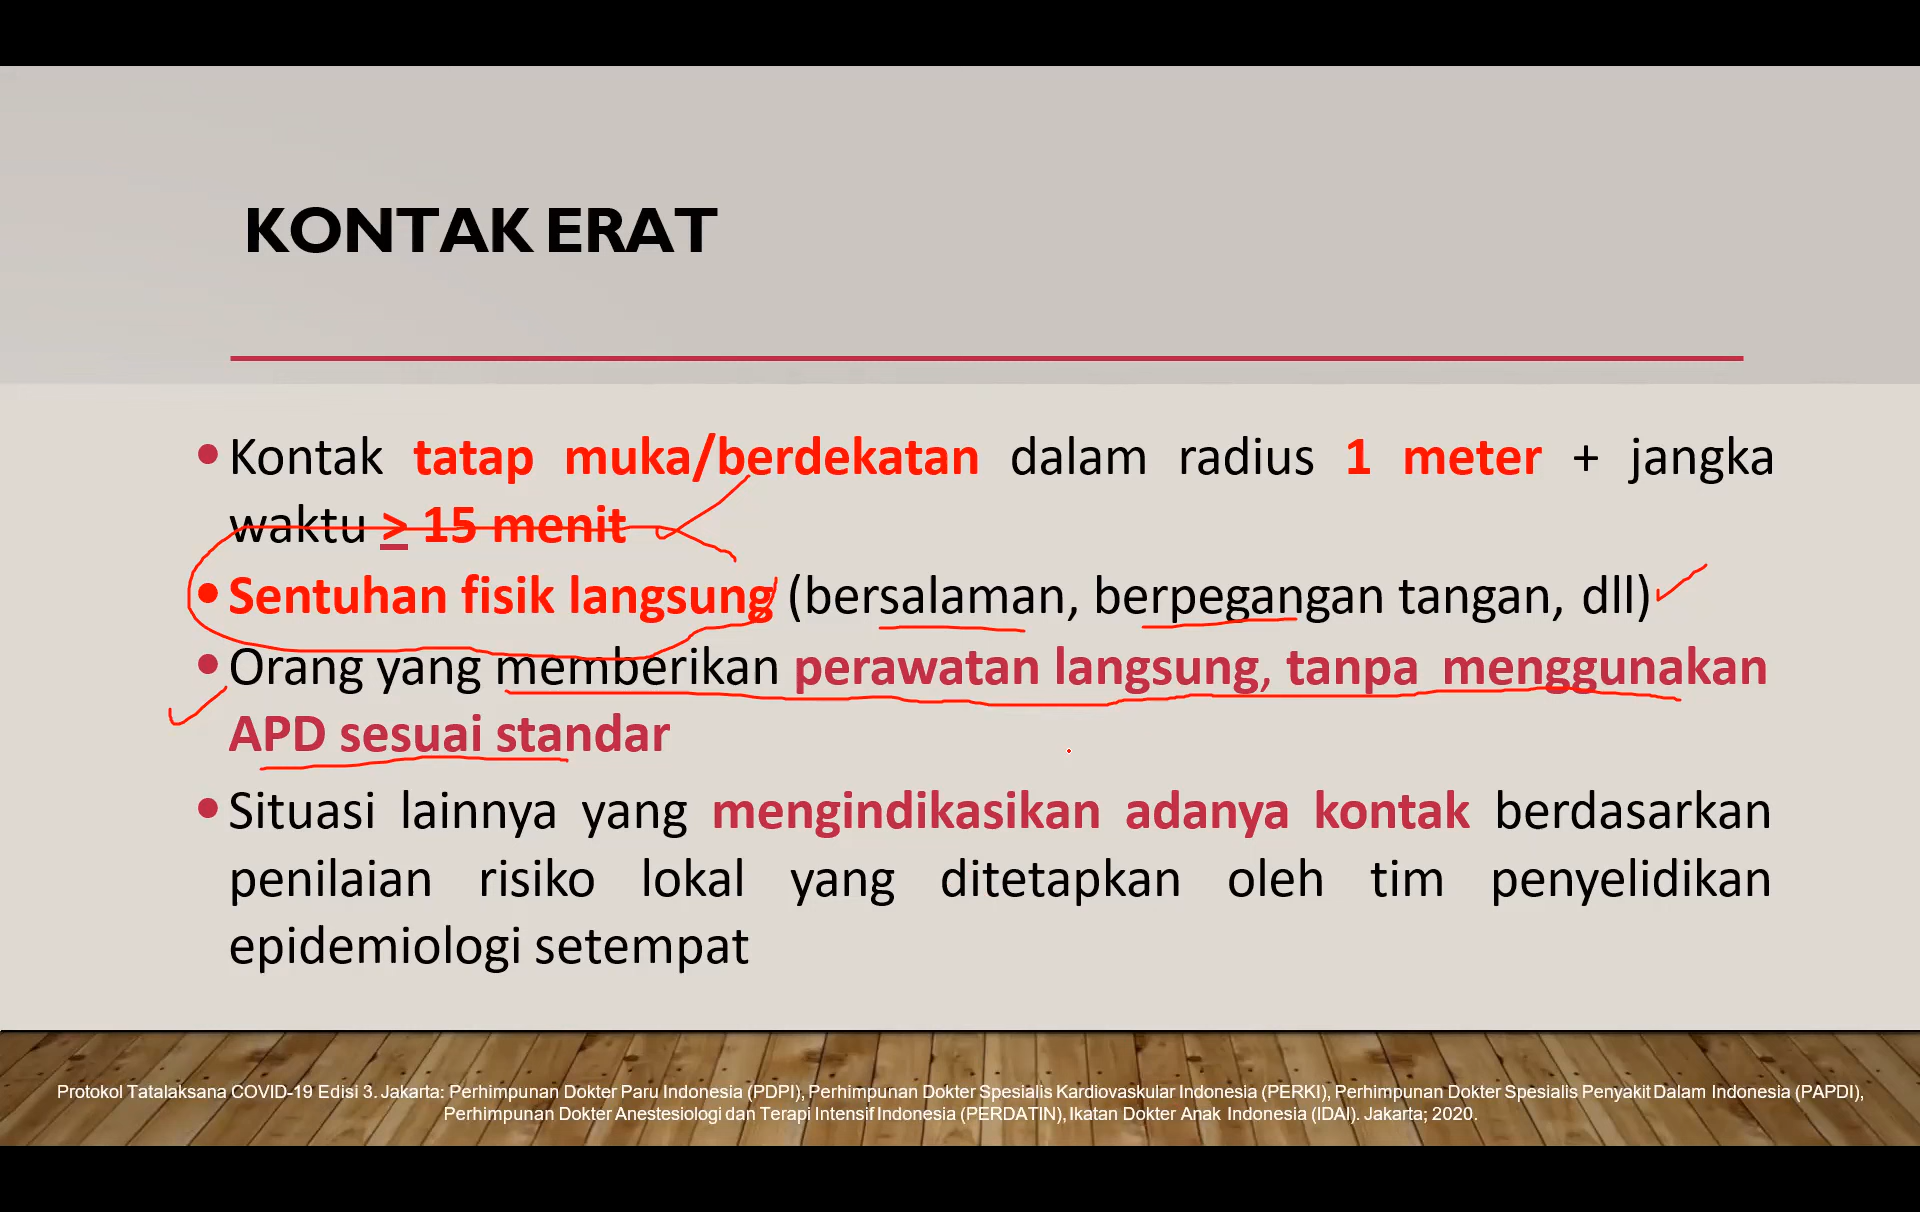 KONTAK ERAT
• Kontak tatap muka/berdekatan dalam radius 1 meter + jangka
waktu ≥ 15 menit
• Sentuhan fisik langsung (bersalaman, berpegangan tangan, dll)
• Orang yang memberikan perawatan langsung, tanpa menggunakan
APD sesuai standar
• Situasi lainnya yang mengindikasikan adanya kontak berdasarkan
penilaian risiko lokal yang ditetapkan oleh tim penyelidikan
epidemiologi setempat
Protokol Tatalaksana COVID-19 Edisi 3. Jakarta: Perhimpunan Dokter Paru Indonesia (PDPI), Perhimpunan Dokter Spesialis Kardiovaskular Indonesia (PERKI), Perhimpunan Dokter Spesialis Penyakit Dalam Indonesia (PAPDI),
Perhimpunan Dokter Anestesiologi dan Terapi Intensif Indonesia (PERDATIN), Ikatan Dokter Anak Indonesia (IDAI). Jakarta; 2020.